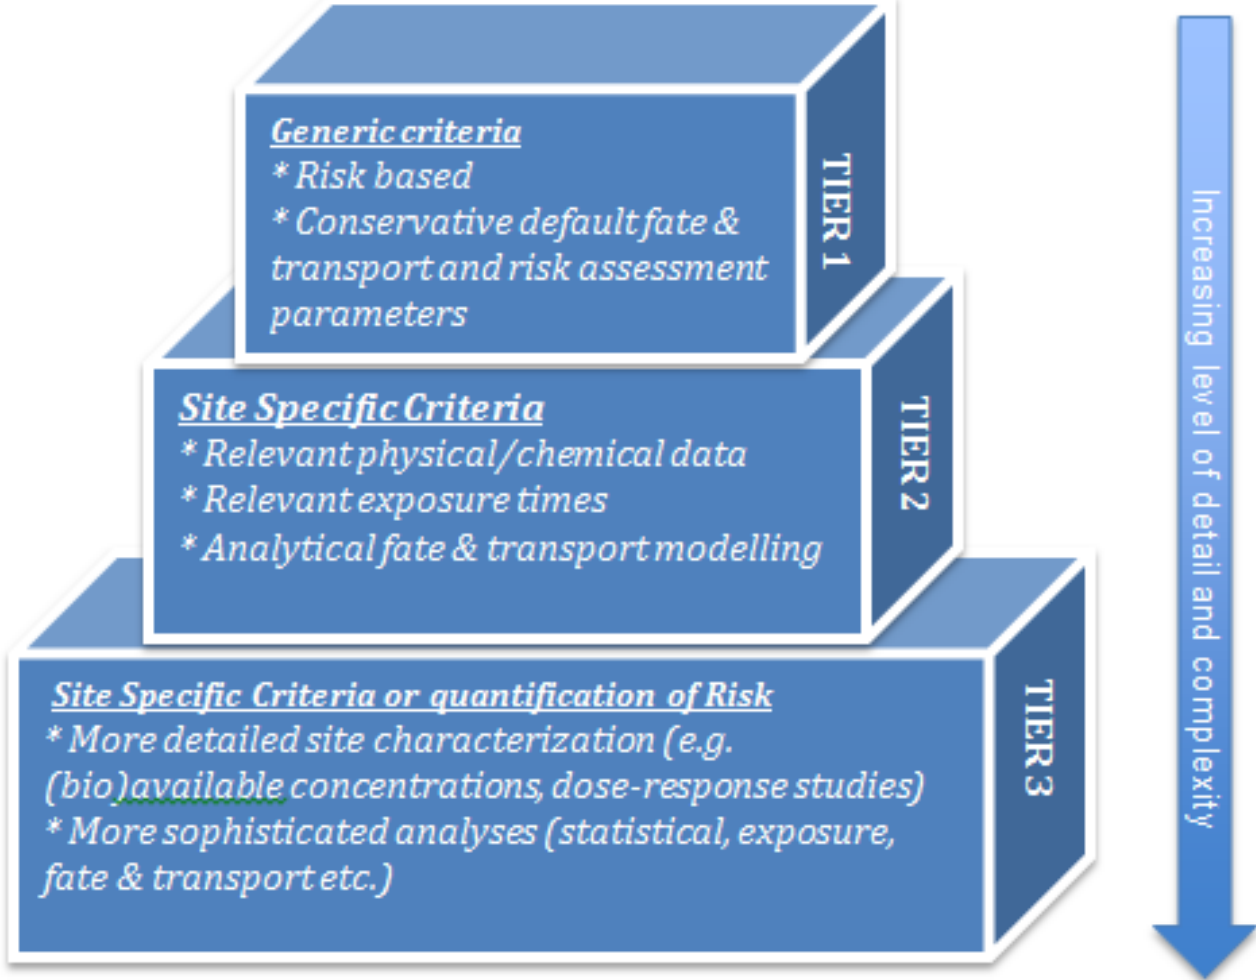 Generic criteria
* Risk based
* Conservative default fate &
transport and risk assessment
parameters
TIER 1
Site Specific Criteria
* Relevant physical/chemical data
* Relevant exposure times
* Analytical fate & transport modelling
TIER 2
Site Specific Criteria or quantification of Risk
* More detailed site characterization (e.g.
(bio)available concentrations, dose-response studies)
* More sophisticated analyses (statistical, exposure,
fate & transport etc.)
TIER 3
Increasing level of detail and complexity